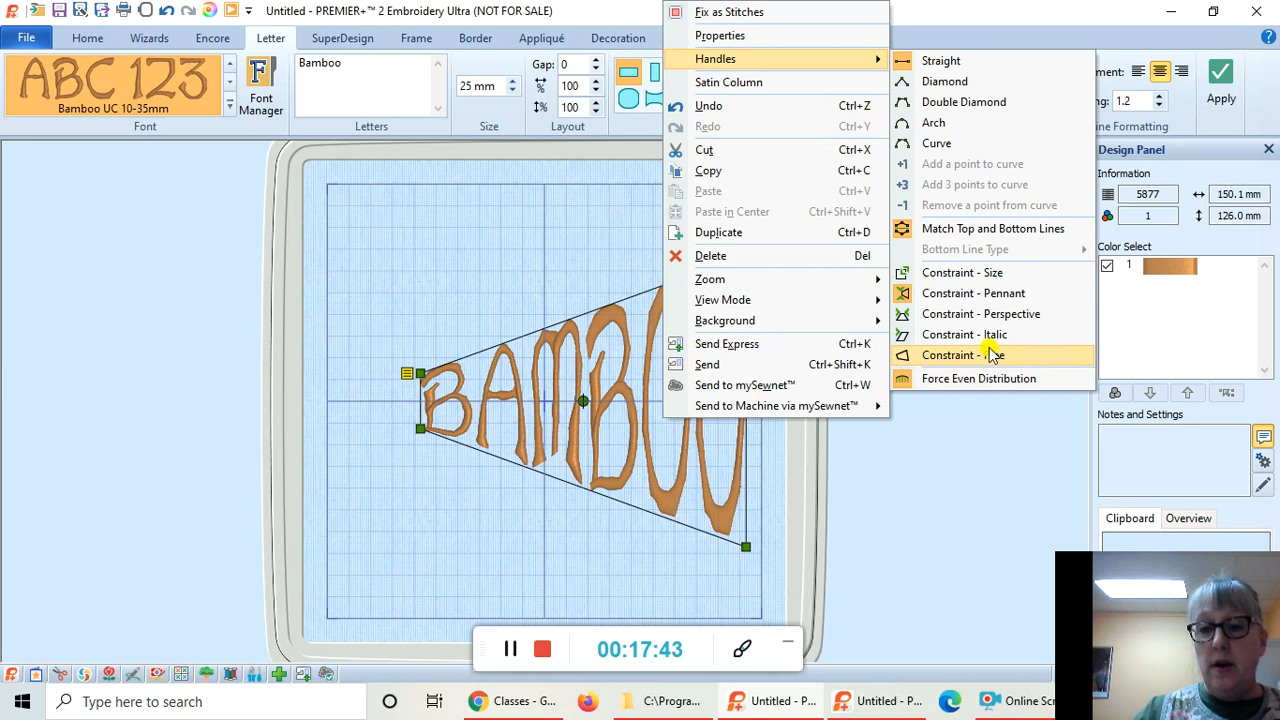 Untitled - PREMIER+™ 2 Embroidery Ultra (NOT FOR SALE)
File Home Wizards Encore Letter SuperDesign Frame Border Appliqué Decoration
ABC 123
Bamboo UC 10-35mm
Font
Font Manager
Bamboo
Letters
25 mm
Size
Gap: 0
% 100
% 100
Layout
1.2
Apply
Fix as Stitches
Properties
Handles
Satin Column
Undo Ctrl+Z
Redo Ctrl+Y
Cut Ctrl+X
Copy Ctrl+C
Paste Ctrl+V
Paste in Center Ctrl+Shift+V
Duplicate Ctrl+D
Delete Del
Zoom
View Mode
Background
Send Express Ctrl+K
Send Ctrl+Shift+K
Send to mySewnet™ Ctrl+W
Send to Machine via mySewnet™
Straight
Diamond
Double Diamond
Arch
Curve
+1 Add a point to curve
+3 Add 3 points to curve
−1 Remove a point from curve
Match Top and Bottom Lines
Bottom Line Type
Constraint - Size
Constraint - Pennant
Constraint - Perspective
Constraint - Italic
Constraint -
Force Even Distribution
BAMBOO
Design Panel
Information
5877 150.1 mm
1 126.0 mm
Color Select
1
Notes and Settings
Clipboard Overview
00:17:43
Type here to search
Classes - G...
C:\Progra...
Untitled - P...
Untitled - P...
Online Scr